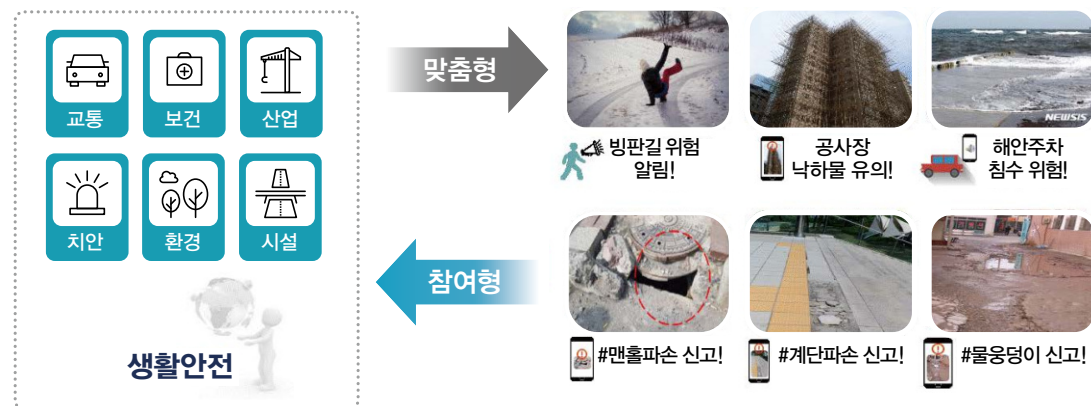 교통
보건
산업
치안
환경
시설
생활안전
맞춤형
NEWSIS
빙판길 위험
알림!
공사장
낙하물 유의!
해안주차
침수 위험!
참여형
#맨홀파손 신고!
#계단파손 신고!
#물웅덩이 신고!